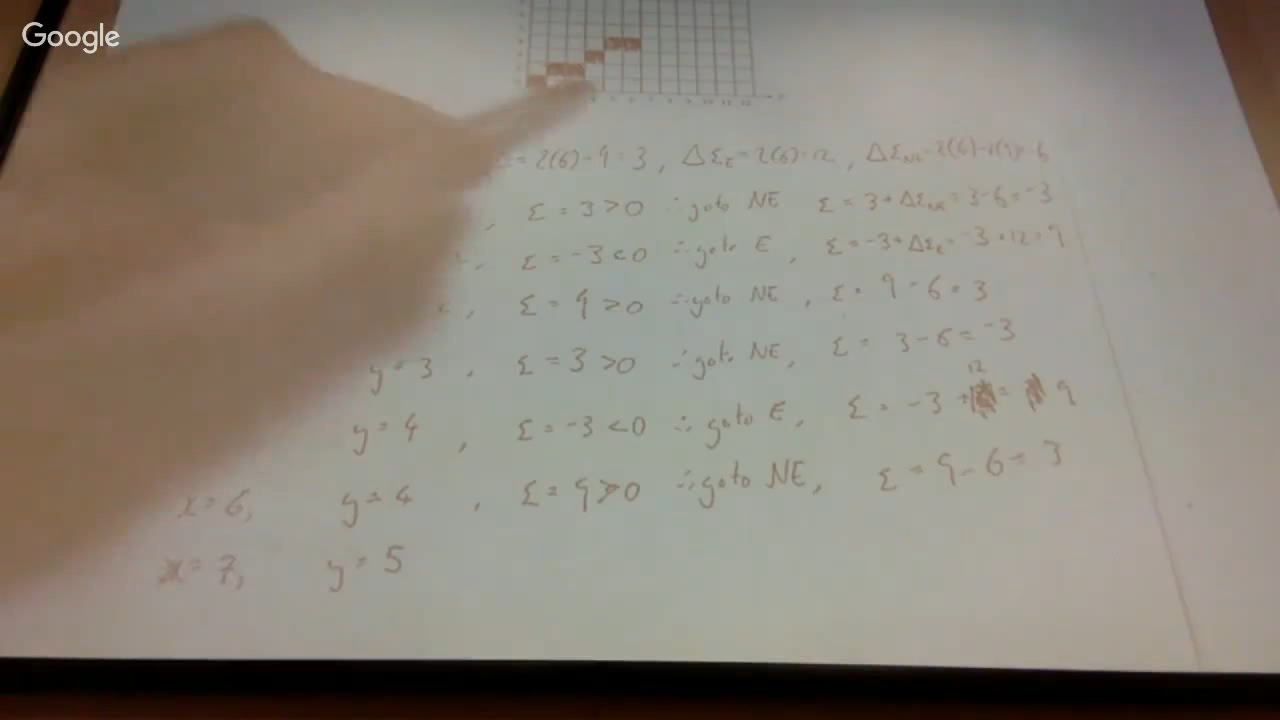 Google
= 2(6) - 9 = 3, ΔΣE = 2(6) = 12, ΔΣNE = 2(6) - 2(9) = -6
, Σ = 3 > 0 ∴ goto NE Σ = 3 + ΔΣNE = 3 - 6 = -3
, Σ = -3 < 0 ∴ goto E, Σ = -3 + ΔΣE = -3 + 12 = 9
, Σ = 9 > 0 ∴ goto NE, Σ = 9 - 6 = 3
y = 3, Σ = 3 > 0 ∴ goto NE, Σ = 3 - 6 = -3
y = 4, Σ = -3 < 0 ∴ goto E, Σ = -3 + 12 = 9
x = 6, y = 4, Σ = 9 > 0 ∴ goto NE, Σ = 9 - 6 = 3
x = 7, y = 5